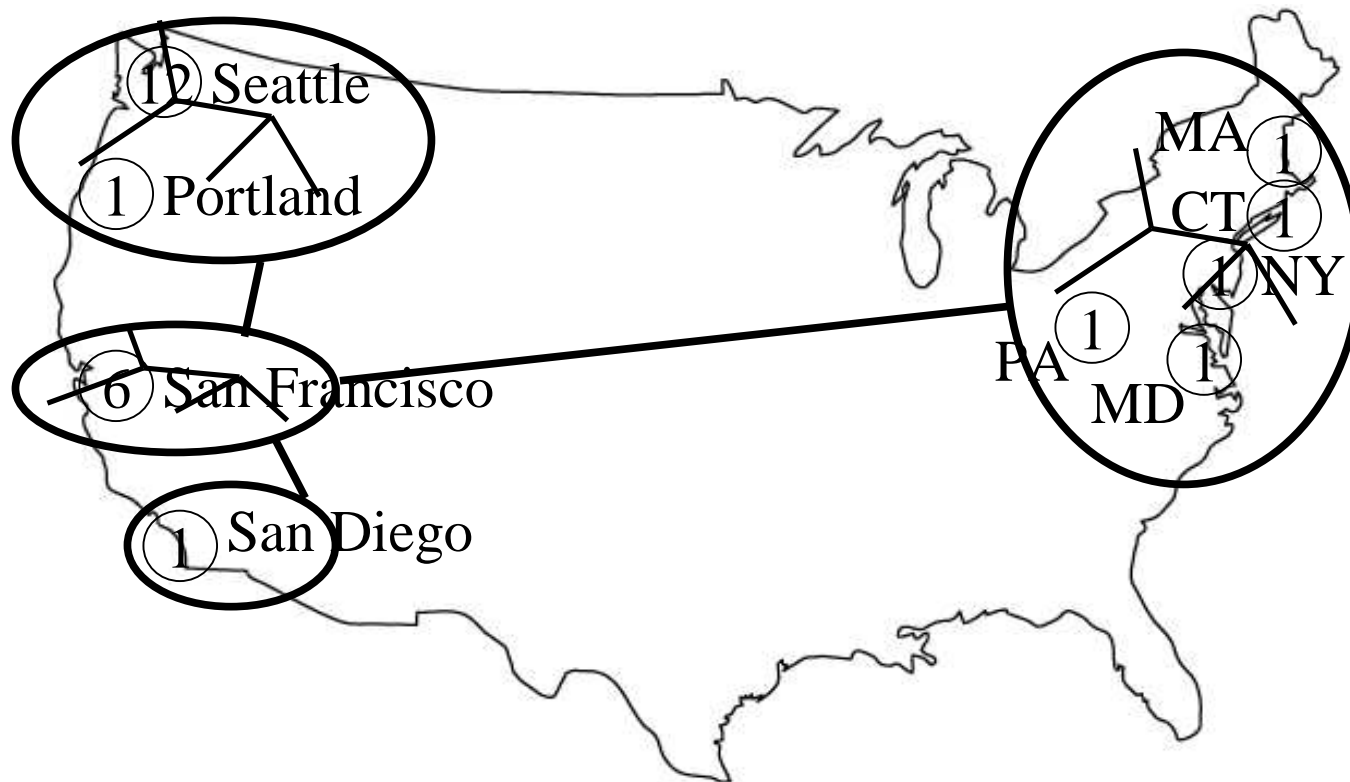 12 Seattle
1 Portland
6 San Francisco
1 San Diego
MA 1
CT 1
1 NY
1
PA
1
MD